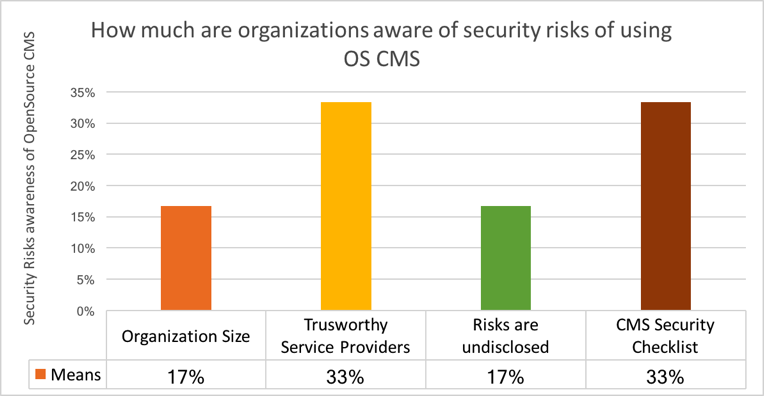 How much are organizations aware of security risks of using
OS CMS
Security Risks awareness of OpenSource CMS
35%
30%
25%
20%
15%
10%
5%
0%
Organization Size
Trusworthy
Service Providers
Risks are
undisclosed
CMS Security
Checklist
Means
17%
33%
17%
33%